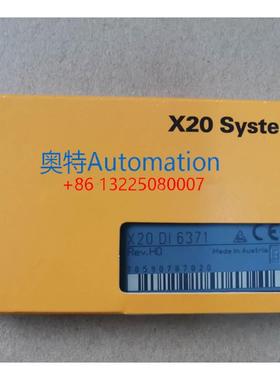 X20 Syste
奥特Automation
+86 13225080007
X20 DI 6371
Rev.H0
Made in Austria